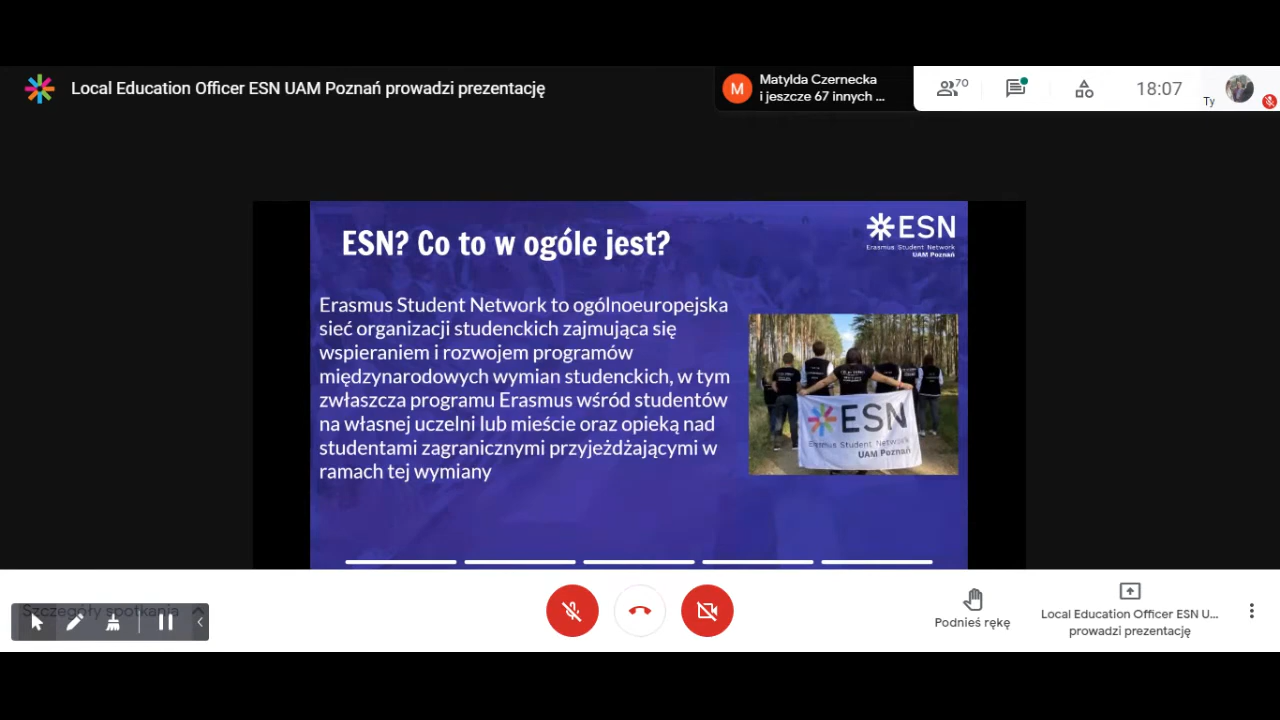 Local Education Officer ESN UAM Poznań prowadzi prezentację
M
Matylda Czernecka
i jeszcze 67 innych ...
70
18:07
Ty
ESN? Co to w ogóle jest?
ESN
Erasmus Student Network
UAM Poznań
Erasmus Student Network to ogólnoeuropejska
sieć organizacji studenckich zajmująca się
wspieraniem i rozwojem programów
międzynarodowych wymian studenckich, w tym
zwłaszcza programu Erasmus wśród studentów
na własnej uczelni lub mieście oraz opieką nad
studentami zagranicznymi przyjeżdżającymi w
ramach tej wymiany
ESN
Erasmus Student Network
UAM Poznań
Szczegóły spotkania
Podnieś rękę
Local Education Officer ESN U...
prowadzi prezentację